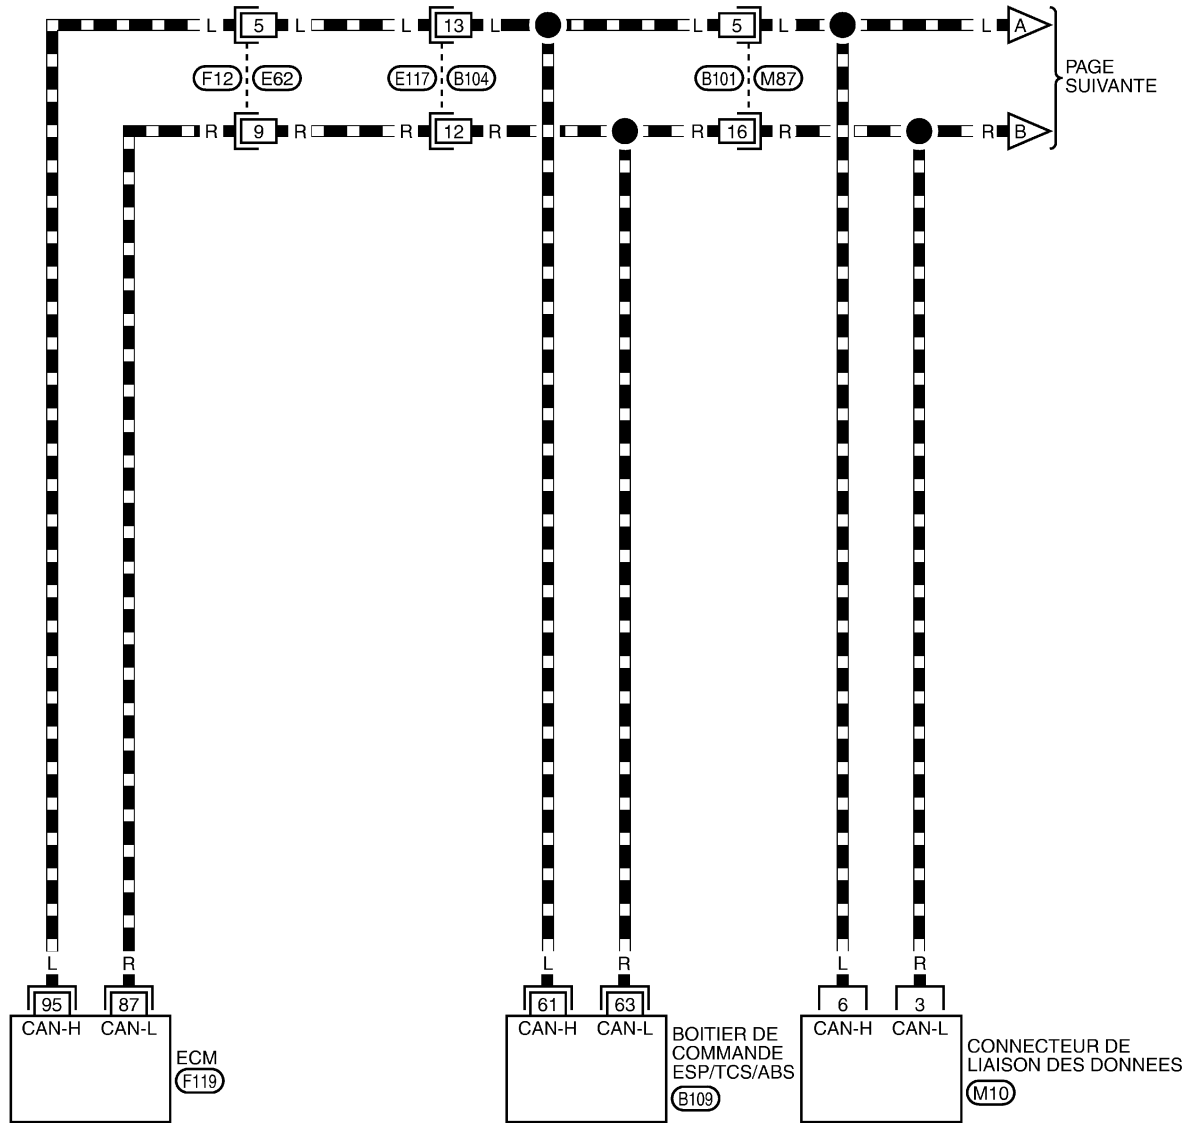 L 5 L L 13 L L 5 L L A
F12 E62 E117 B104 B101 M87
PAGE
SUIVANTE
R 9 R R 12 R R 16 R R B
L R L R L R
95 87 61 63 6 3
CAN-H CAN-L CAN-H CAN-L CAN-H CAN-L
ECM
F119
BOITIER DE
COMMANDE
ESP/TCS/ABS
B109
CONNECTEUR DE
LIAISON DES DONNEES
M10